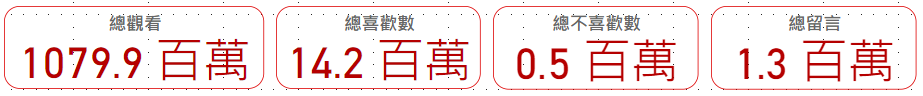 總觀看
1079.9 百萬
總喜歡數
14.2 百萬
總不喜歡數
0.5 百萬
總留言
1.3 百萬